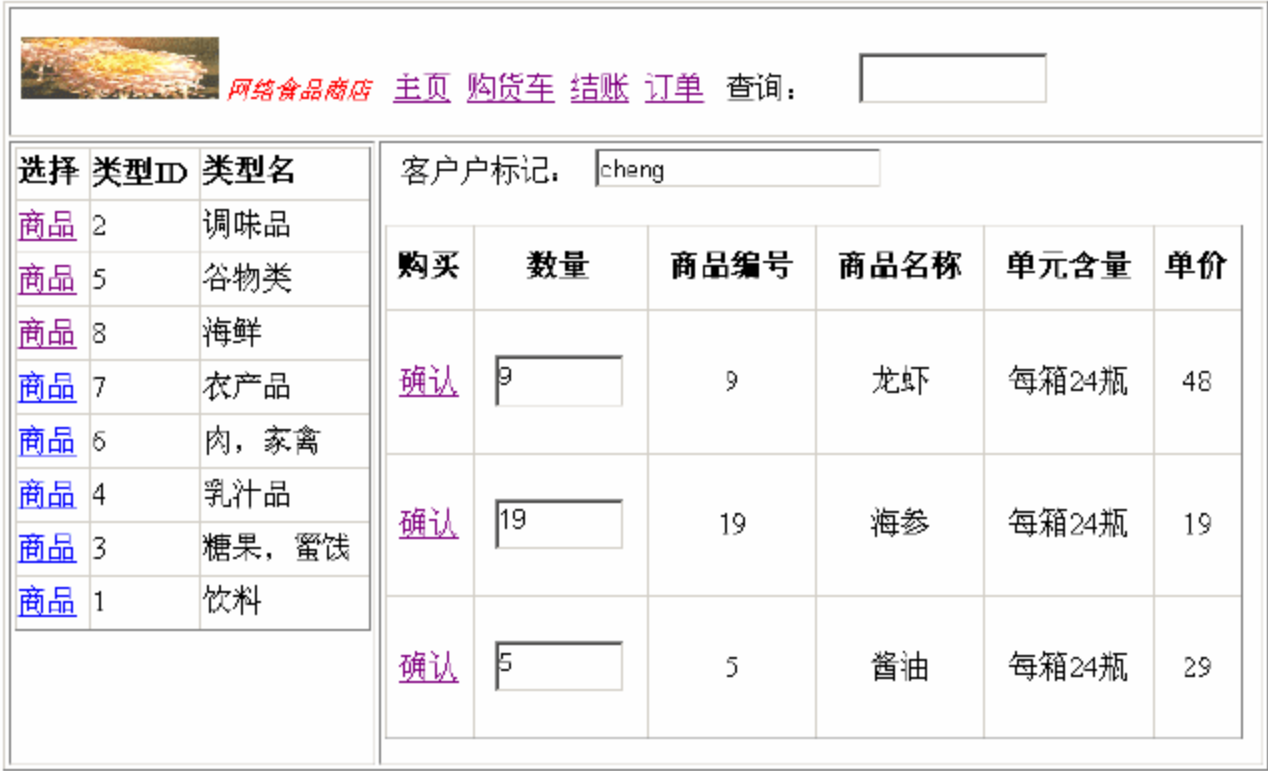 网络食品商店 主页 购货车 结账 订单 查询：
选择 类型ID 类型名
商品 2 调味品
商品 5 谷物类
商品 8 海鲜
商品 7 农产品
商品 6 肉，家禽
商品 4 乳汁品
商品 3 糖果，蜜饯
商品 1 饮料
客户户标记： cheng
购买 数量 商品编号 商品名称 单元含量 单价
确认 9 9 龙虾 每箱24瓶 48
确认 19 19 海参 每箱24瓶 19
确认 5 5 酱油 每箱24瓶 29